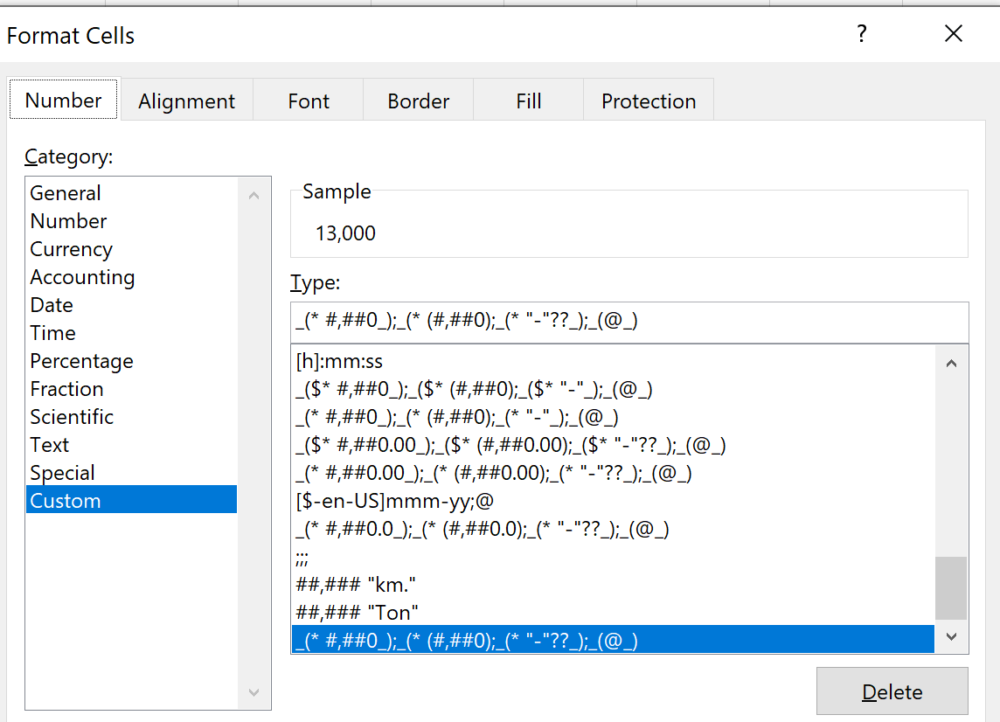 Format Cells
?
Number Alignment Font Border Fill Protection
Category:
General
Number
Currency
Accounting
Date
Time
Percentage
Fraction
Scientific
Text
Special
Custom
Sample
13,000
Type:
_(* #,##0_);_(* (#,##0);_(* "-"??_);_(@_)
[h]:mm:ss
_($* #,##0_);_($* (#,##0);_($* "-"_);_(@_)
_(* #,##0_);_(* (#,##0);_(* "-"_);_(@_)
_($* #,##0.00_);_($* (#,##0.00);_($* "-"??_);_(@_)
_(* #,##0.00_);_(* (#,##0.00);_(* "-"??_);_(@_)
[$-en-US]mmm-yy;@
_(* #,##0.0_);_(* (#,##0.0);_(* "-"??_);_(@_)
;;;
##,### "km."
##,### "Ton"
_(* #,##0_);_(* (#,##0);_(* "-"??_);_(@_)
Delete